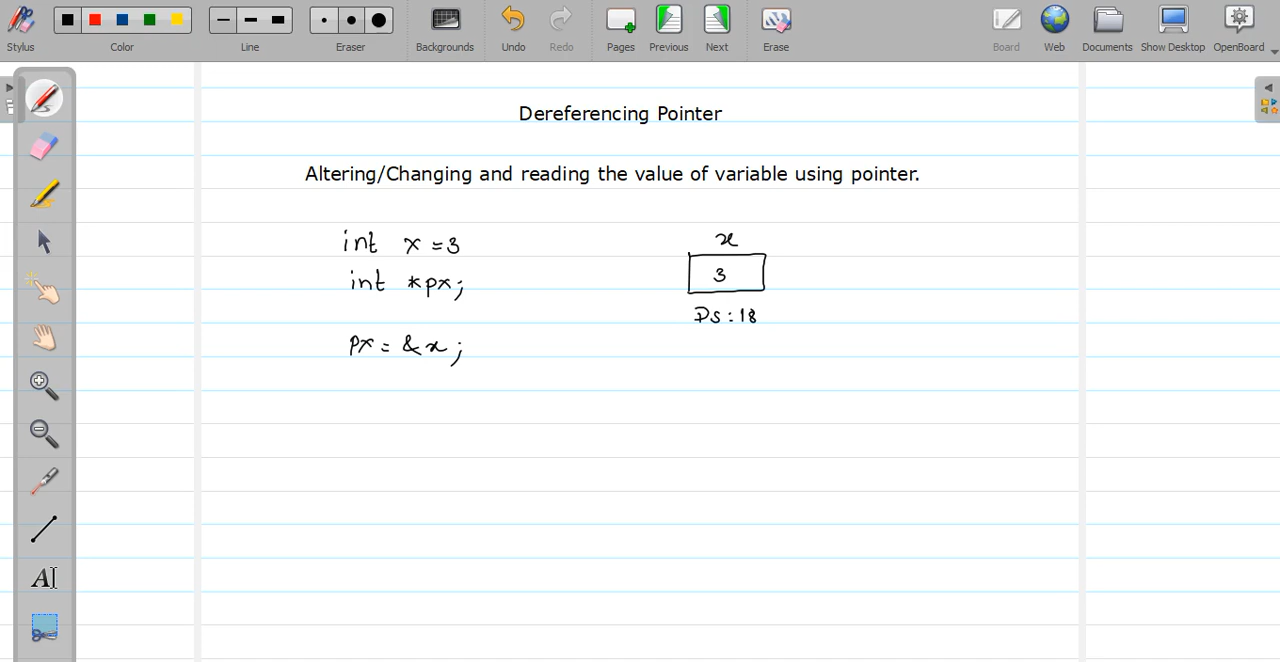 Stylus Color Line Eraser Backgrounds Undo Redo Pages Previous Next Erase Board Web Documents Show Desktop OpenBoard
Dereferencing Pointer
Altering/Changing and reading the value of variable using pointer.
int x = 3
x
int *px;
3
Ds : 18
px = &x;